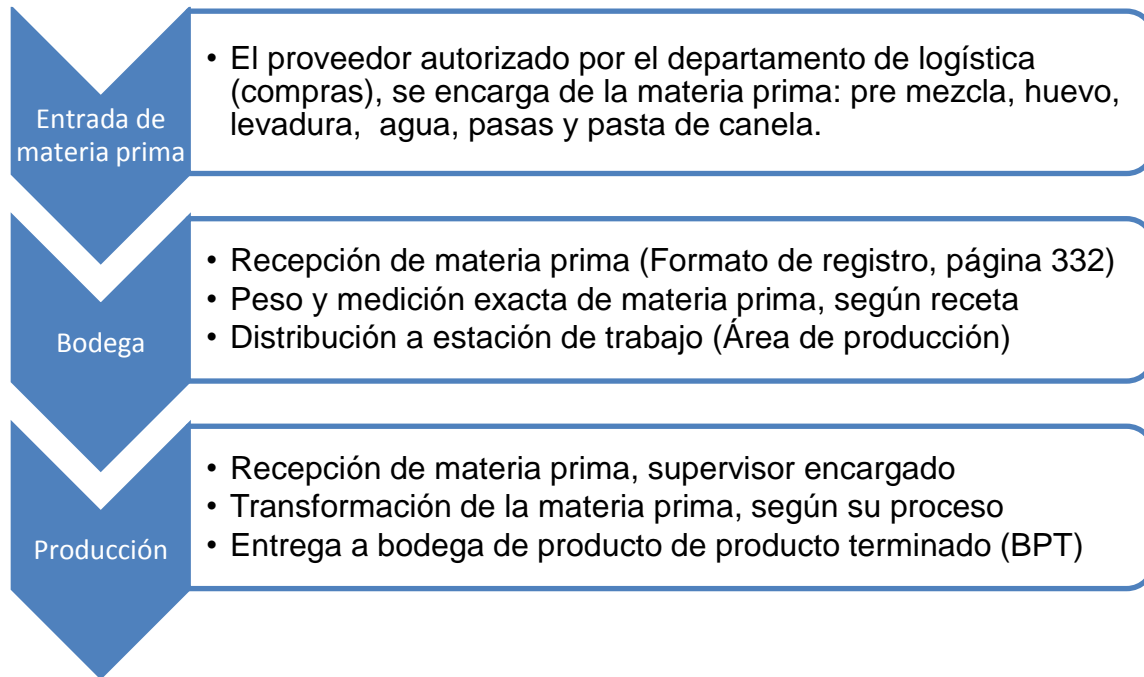 Entrada de
materia prima
• El proveedor autorizado por el departamento de logística
(compras), se encarga de la materia prima: pre mezcla, huevo,
levadura, agua, pasas y pasta de canela.
Bodega
• Recepción de materia prima (Formato de registro, página 332)
• Peso y medición exacta de materia prima, según receta
• Distribución a estación de trabajo (Área de producción)
Producción
• Recepción de materia prima, supervisor encargado
• Transformación de la materia prima, según su proceso
• Entrega a bodega de producto de producto terminado (BPT)